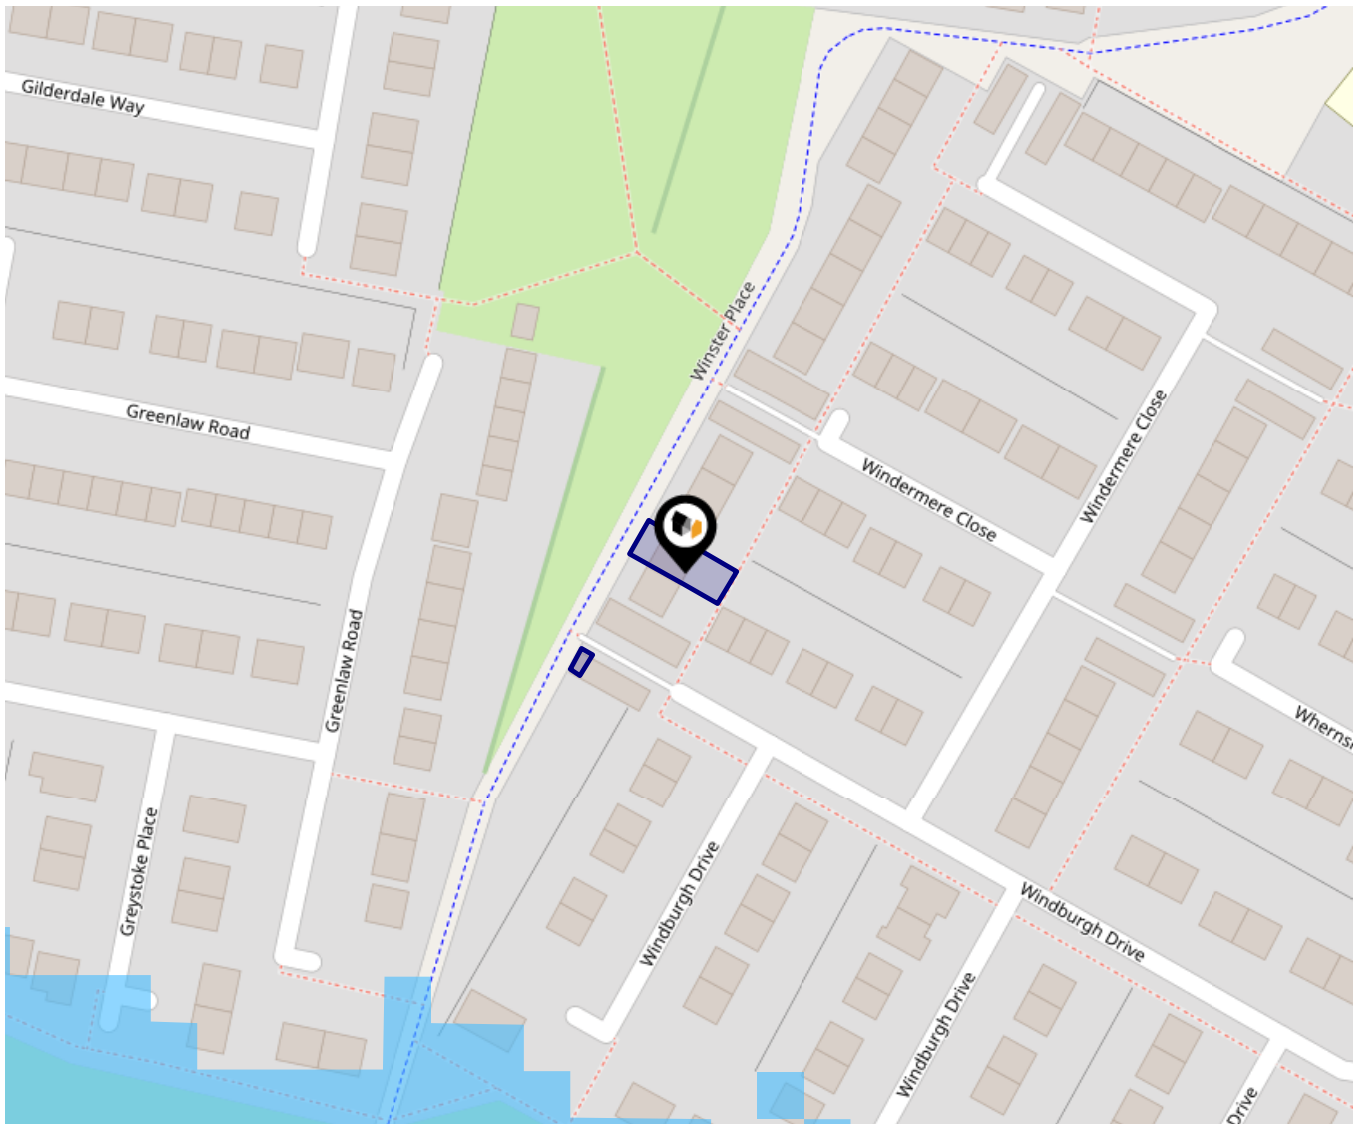 Gilderdale Way
Winster Place
Greenlaw Road
Windermere Close
Windermere Close
Greenlaw Road
Wherns
Greystoke Place
Windburgh Drive
Windburgh Drive
Windburgh Drive
Drive